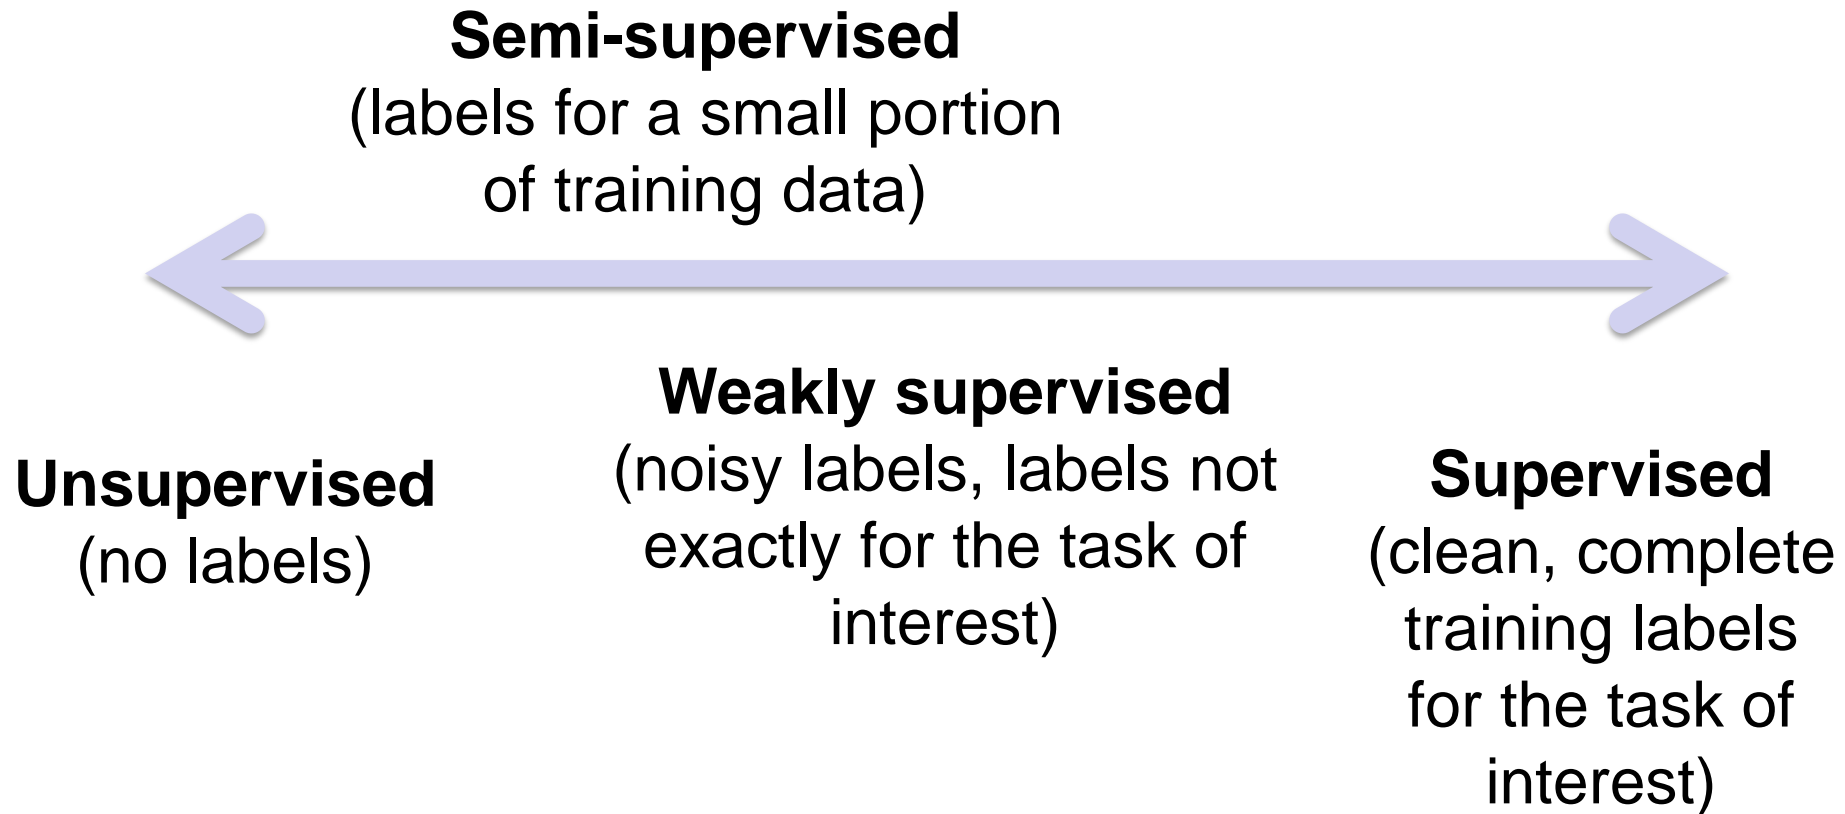 Semi-supervised
(labels for a small portion
of training data)
Unsupervised
(no labels)
Weakly supervised
(noisy labels, labels not
exactly for the task of
interest)
Supervised
(clean, complete
training labels
for the task of
interest)